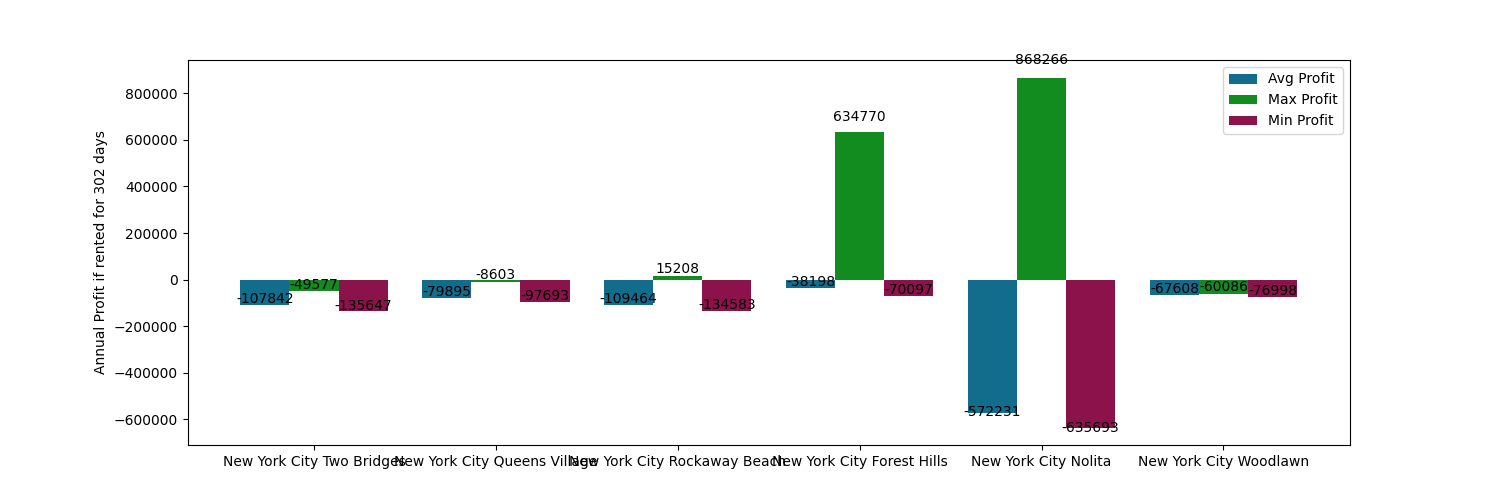 868266
800000
Avg Profit
Max Profit
Min Profit
634770
600000
400000
200000
Annual Profit if rented for 302 days
0
−200000
−400000
−600000
-107842
-49577
-135647
-79895
-8603
-97693
-109464
15208
-134583
-38198
-70097
-572231
-635693
-67608
-60086
-76998
New York City Two Bridges
New York City Queens Village
New York City Rockaway Beach
New York City Forest Hills
New York City Nolita
New York City Woodlawn